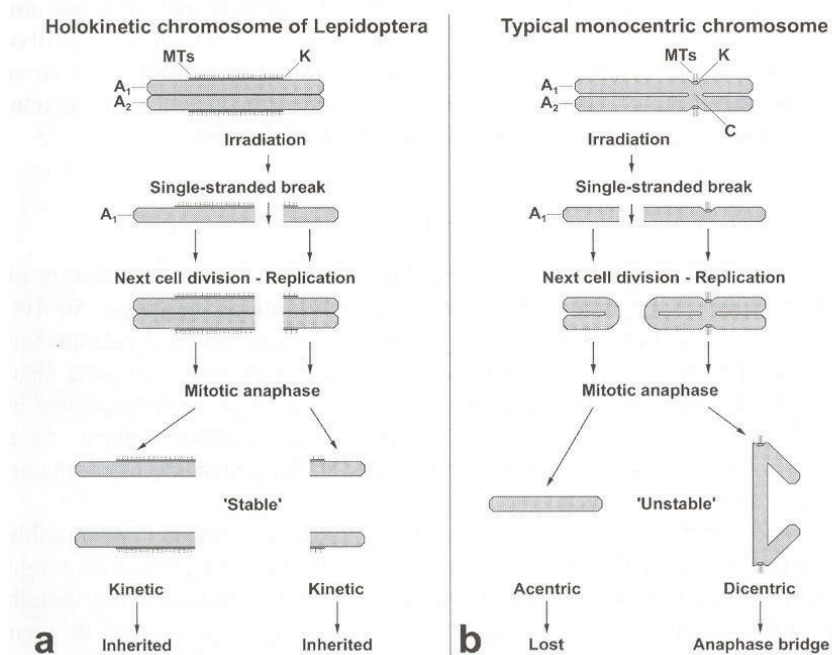 Holokinetic chromosome of Lepidoptera
MTs K
A1
A2
Irradiation
Single-stranded break
A1
Next cell division - Replication
Mitotic anaphase
'Stable'
Kinetic Kinetic
a Inherited Inherited
Typical monocentric chromosome
MTs K
A1
A2
C
Irradiation
Single-stranded break
A1
Next cell division - Replication
Mitotic anaphase
'Unstable'
Acentric Dicentric
b Lost Anaphase bridge